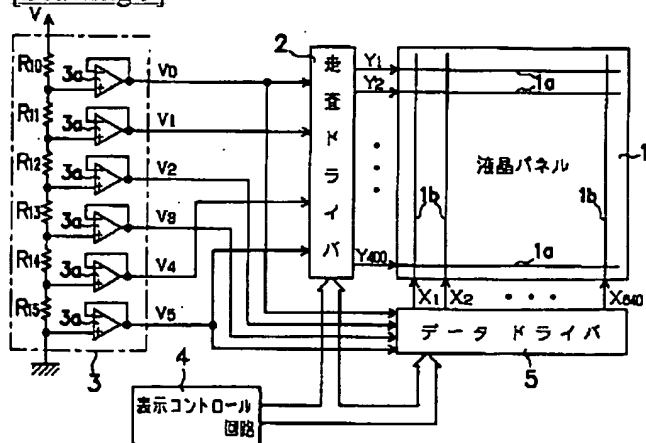 V
R10
3a
V0
R11
3a
V1
R12
3a
V2
R13
3a
V3
R14
3a
V4
R15
3a
V5
3
2
走査ドライバ
Y1
Y2
Y400
1a
1a
1a
液晶パネル
1
1b
1b
X1
X2
X640
データ ドライバ
5
4
表示コントロール
回路